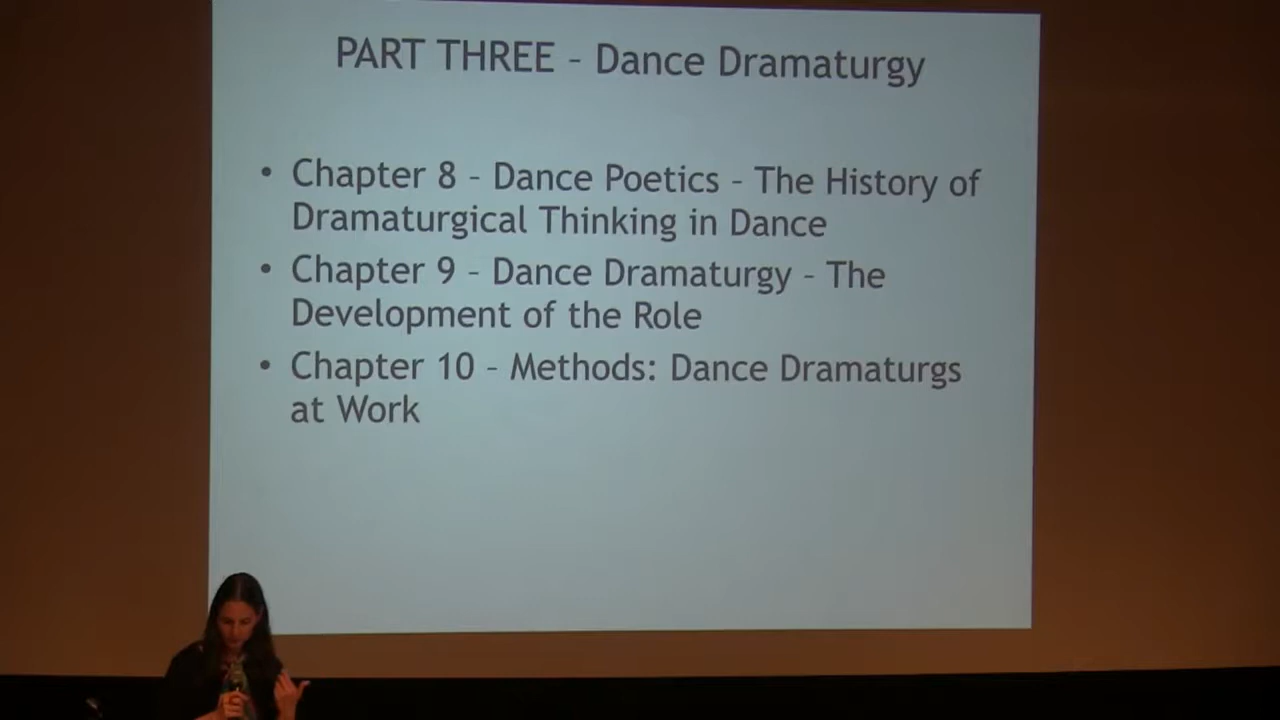 PART THREE – Dance Dramaturgy
• Chapter 8 – Dance Poetics – The History of
Dramaturgical Thinking in Dance
• Chapter 9 – Dance Dramaturgy – The
Development of the Role
• Chapter 10 – Methods: Dance Dramaturgs
at Work